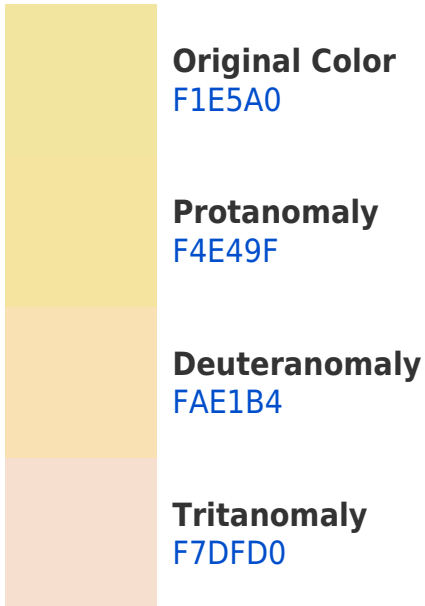 Original Color
F1E5A0
Protanomaly
F4E49F
Deuteranomaly
FAE1B4
Tritanomaly
F7DFD0